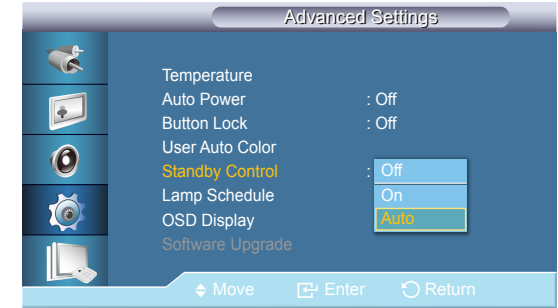 Advanced Settings
Temperature
Auto Power : Off
Button Lock : Off
User Auto Color
Standby Control : Off
Lamp Schedule On
OSD Display Auto
Software Upgrade
Move Enter Return